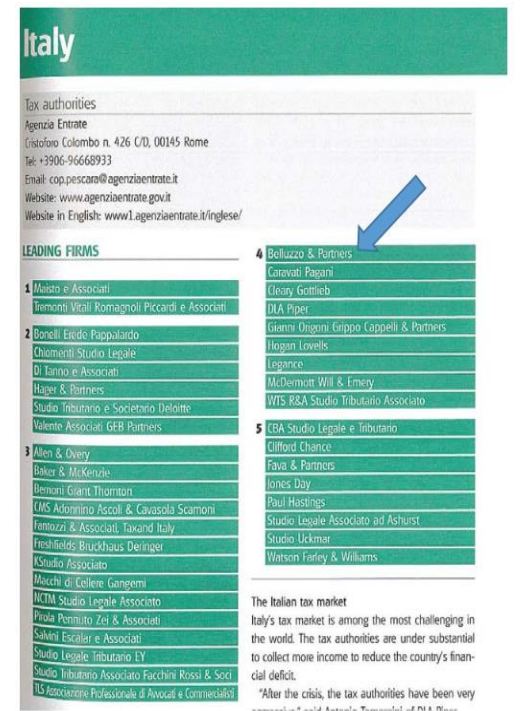 Italy
Tax authorities
Agenzia Entrate
Cristoforo Colombo n. 426 C/D, 00145 Rome
Tel: +3906-96668933
Email: cop.pescara@agenziaentrate.it
Website: www.agenziaentrate.gov.it
Website in English: www1.agenziaentrate.it/inglese/
LEADING FIRMS
1 Maisto e Associati
Tremonti Vitali Romagnoli Piccardi e Associati
2 Bonelli Erede Pappalardo
Chiomenti Studio Legale
Di Tanno e Associati
Hager & Partners
Studio Tributario e Societario Deloitte
Valente Associati GEB Partners
3 Allen & Overy
Baker & McKenzie
Bernoni Grant Thornton
CMS Adonnino Ascoli & Cavasola Scamoni
Fantozzi & Associati, Taxand Italy
Freshfields Bruckhaus Deringer
KStudio Associato
Macchi di Cellere Gangemi
NCTM Studio Legale Associato
Pirola Pennuto Zei & Associati
Salvini Escalar e Associati
Studio Legale Tributario EY
Studio Tributario Associato Facchini Rossi & Soci
TLS Associazione Professionale di Avvocati e Commercialisti
4 Belluzzo & Partners
Caravati Pagani
Cleary Gottlieb
DLA Piper
Gianni Origoni Grippo Cappelli & Partners
Hogan Lovells
Legance
McDermott Will & Emery
WTS R&A Studio Tributario Associato
5 CBA Studio Legale e Tributario
Clifford Chance
Fava & Partners
Jones Day
Paul Hastings
Studio Legale Associato ad Ashurst
Studio Uckmar
Watson Farley & Williams
The Italian tax market
Italy's tax market is among the most challenging in
the world. The tax authorities are under substantial
to collect more income to reduce the country's finan-
cial deficit.
"After the crisis, the tax authorities have been very